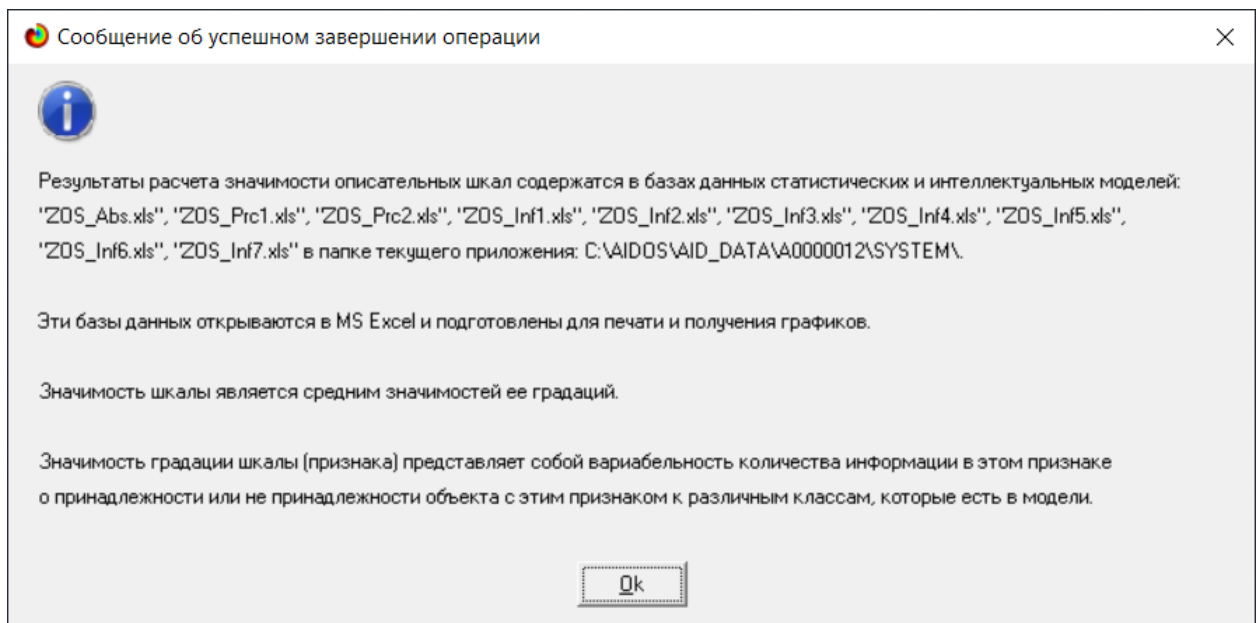 Сообщение об успешном завершении операции
Результаты расчета значимости описательных шкал содержатся в базах данных статистических и интеллектуальных моделей:
"ZOS_Abs.xls", "ZOS_Prc1.xls", "ZOS_Prc2.xls", "ZOS_Inf1.xls", "ZOS_Inf2.xls", "ZOS_Inf3.xls", "ZOS_Inf4.xls", "ZOS_Inf5.xls",
"ZOS_Inf6.xls", "ZOS_Inf7.xls" в папке текущего приложения: C:\AIDOS\AID_DATA\A0000012\SYSTEM\.
Эти базы данных открываются в MS Excel и подготовлены для печати и получения графиков.
Значимость шкалы является средним значимостей ее градаций.
Значимость градации шкалы (признака) представляет собой вариабельность количества информации в этом признаке
о принадлежности или не принадлежности объекта с этим признаком к различным классам, которые есть в модели.
Ok